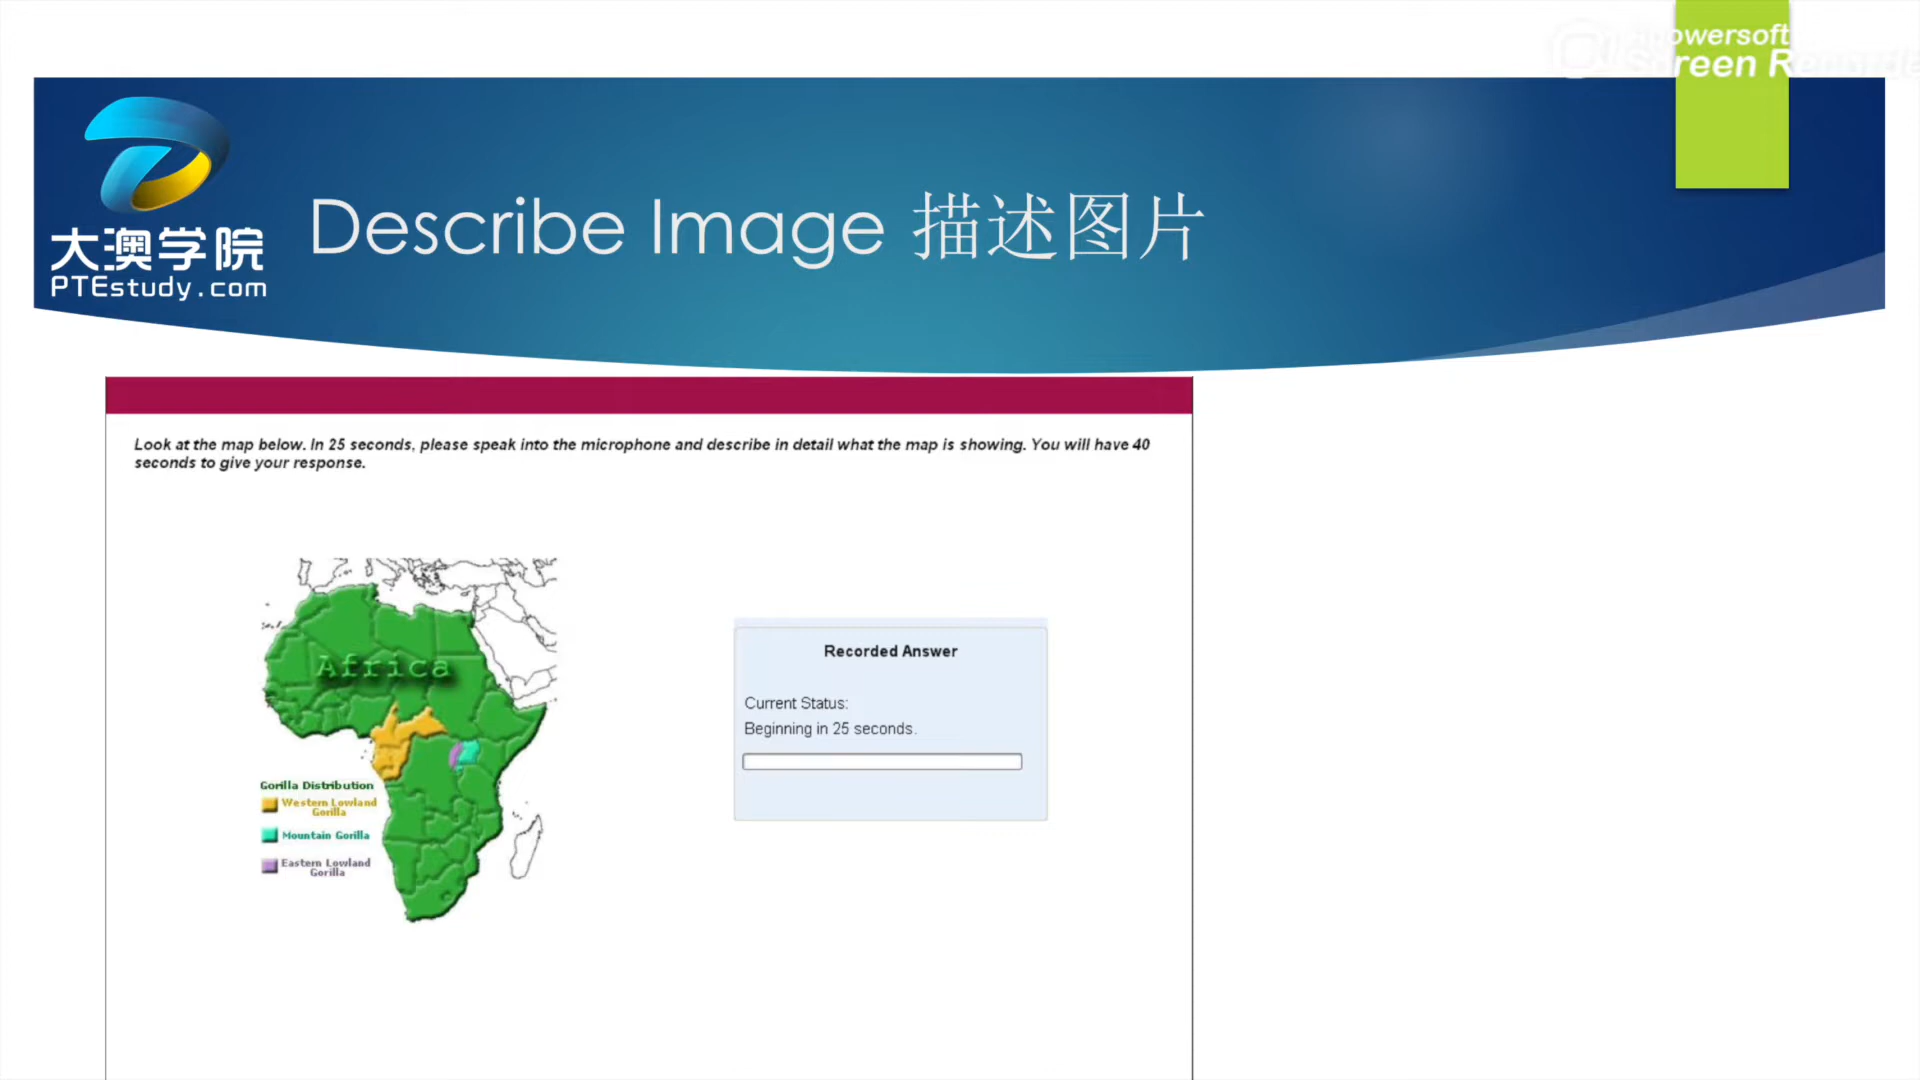 owersoft
reen R
大澳学院
PTEstudy.com
Describe Image 描述图片
Look at the map below. In 25 seconds, please speak into the microphone and describe in detail what the map is showing. You will have 40
seconds to give your response.
Africa
Gorilla Distribution
Western Lowland
Gorilla
Mountain Gorilla
Eastern Lowland
Gorilla
Recorded Answer
Current Status:
Beginning in 25 seconds.